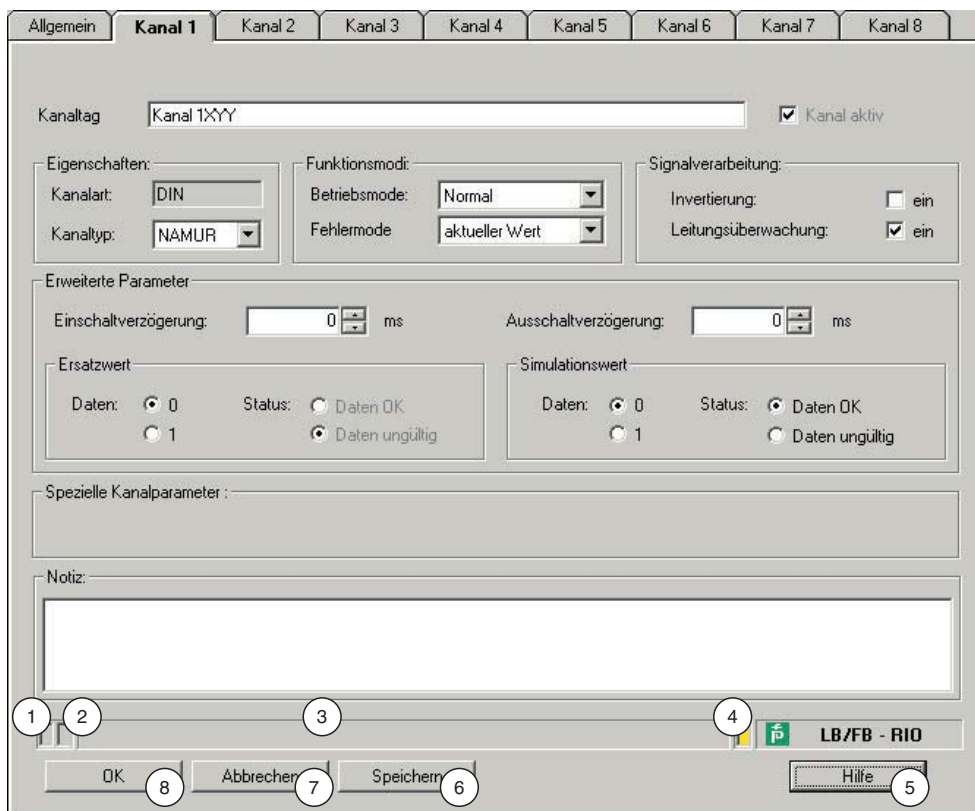 Allgemein Kanal 1 Kanal 2 Kanal 3 Kanal 4 Kanal 5 Kanal 6 Kanal 7 Kanal 8
Kanaltag Kanal 1XYY Kanal aktiv
Eigenschaften: Funktionsmodi: Signalverarbeitung:
Kanalart: DIN Betriebsmode: Normal Invertierung: ein
Kanaltyp: NAMUR Fehlermode aktueller Wert Leitungsüberwachung: ein
Erweiterte Parameter
Einschaltverzögerung: 0 ms Ausschaltverzögerung: 0 ms
Ersatzwert Simulationswert
Daten: 0 Status: Daten OK Daten: 0 Status: Daten OK
1 Daten ungültig 1 Daten ungültig
Spezielle Kanalparameter :
Notiz:
1 2 3 4 LB/FB - RIO
OK 8 Abbrechen 7 Speichern 6 Hilfe 5